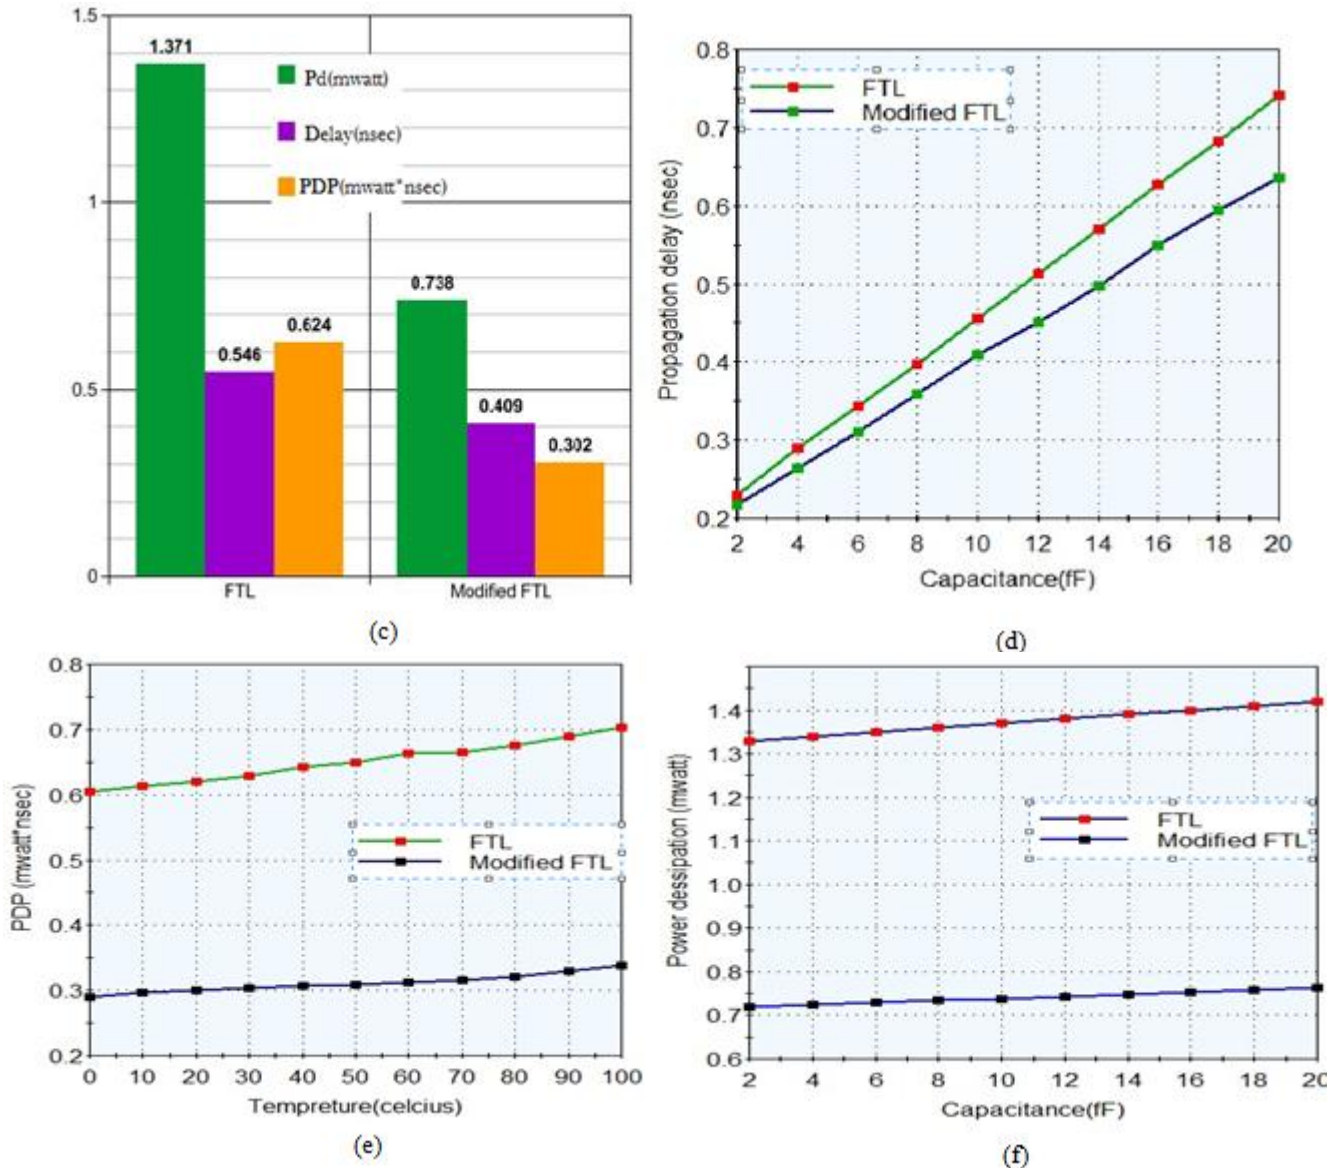 1.5
1.371
Pd(mwatt)
Delay(nsec)
PDP(mwatt*nsec)
1
0.738
0.624
0.546
0.5
0.409
0.302
0
FTL
Modified FTL
(c)
0.8
FTL
Modified FTL
0.7
0.6
0.5
0.4
0.3
0.2
Propagation delay (nsec)
2 4 6 8 10 12 14 16 18 20
Capacitance(fF)
(d)
0.8
0.7
0.6
0.5
FTL
Modified FTL
0.4
0.3
0.2
PDP (mwatt*nsec)
0 10 20 30 40 50 60 70 80 90 100
Tempreture(celcius)
(e)
1.4
1.3
1.2
1.1
FTL
Modified FTL
1.0
0.9
0.8
0.7
0.6
Power dessipation (mwatt)
2 4 6 8 10 12 14 16 18 20
Capacitance(fF)
(f)